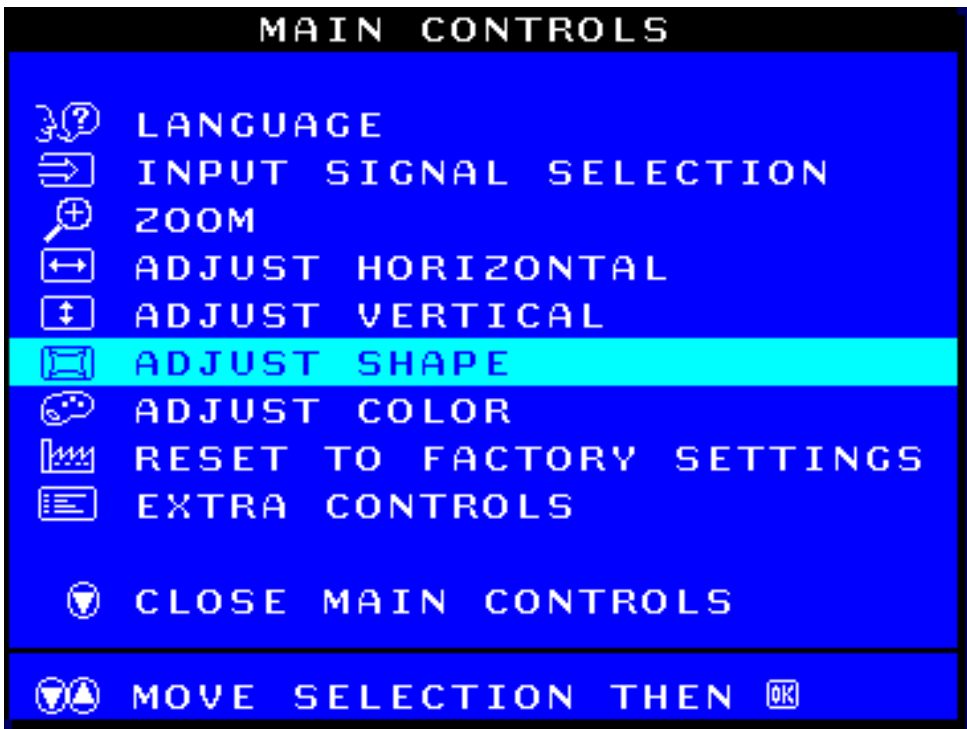 MAIN CONTROLS
LANGUAGE
INPUT SIGNAL SELECTION
ZOOM
ADJUST HORIZONTAL
ADJUST VERTICAL
ADJUST SHAPE
ADJUST COLOR
RESET TO FACTORY SETTINGS
EXTRA CONTROLS
CLOSE MAIN CONTROLS
MOVE SELECTION THEN OK